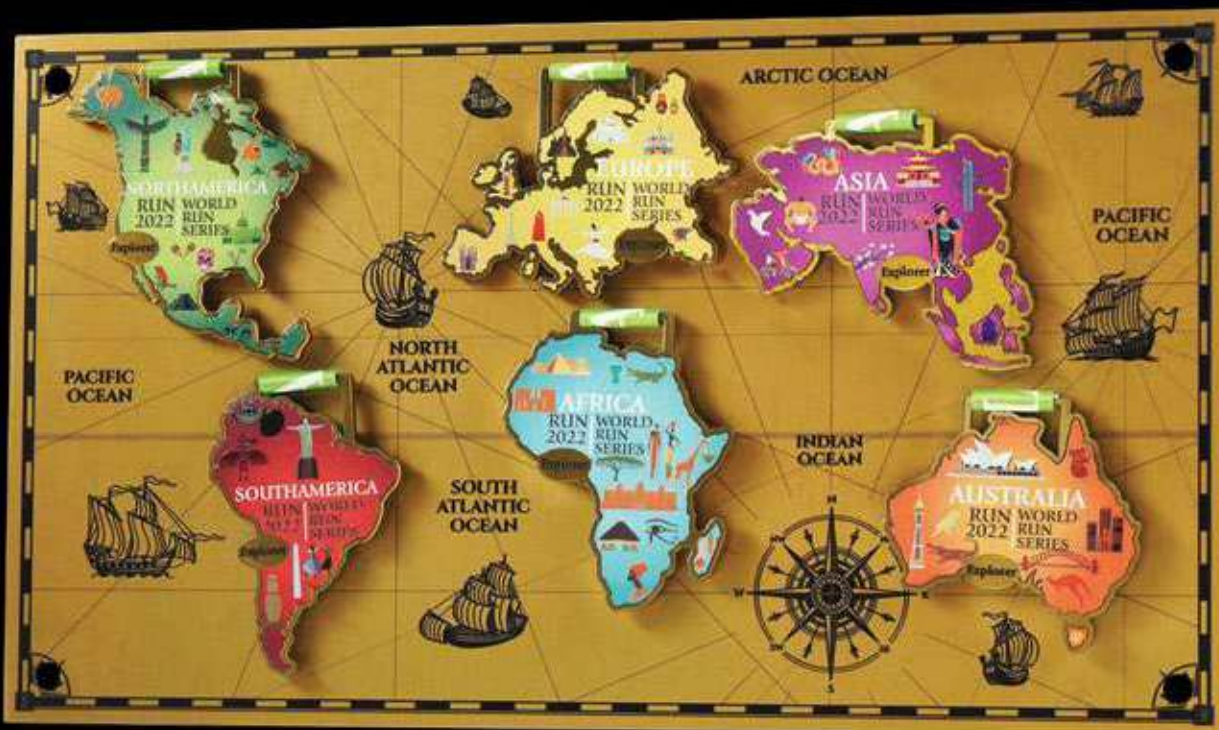 ARCTIC OCEAN
NORTHAMERICA
RUN WORLD
2022 RUN
SERIES
Explorer
EUROPE
RUN WORLD
2022 RUN
SERIES
Explorer
ASIA
RUN WORLD
2022 RUN
SERIES
Explorer
PACIFIC
OCEAN
PACIFIC
OCEAN
NORTH
ATLANTIC
OCEAN
AFRICA
RUN WORLD
2022 RUN
SERIES
Explorer
INDIAN
OCEAN
SOUTHAMERICA
RUN WORLD
2022 RUN
SERIES
Explorer
SOUTH
ATLANTIC
OCEAN
AUSTRALIA
RUN WORLD
2022 RUN
SERIES
Explorer
N
W
E
S